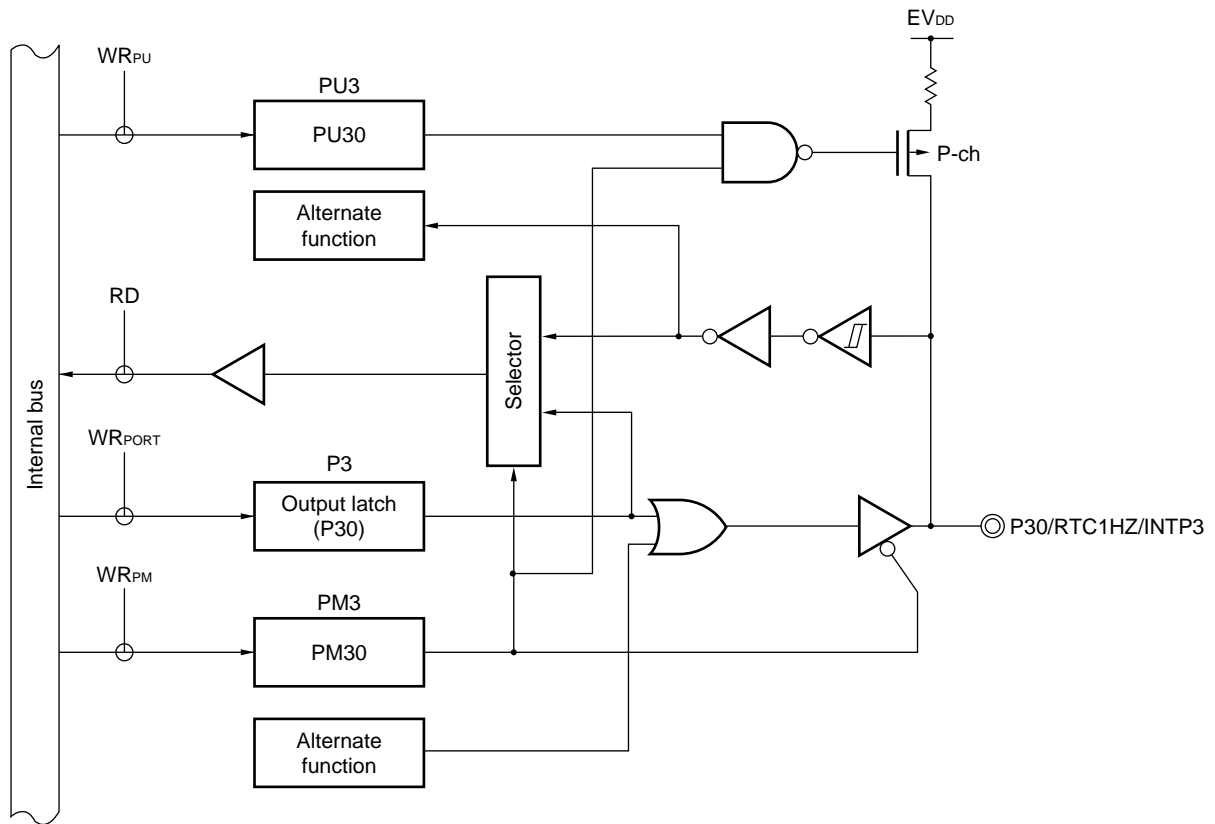 EVDD
WRPU
PU3
PU30
P-ch
Alternate
function
RD
Selector
Internal bus
WRPORT
P3
Output latch
(P30)
P30/RTC1HZ/INTP3
WRPM
PM3
PM30
Alternate
function